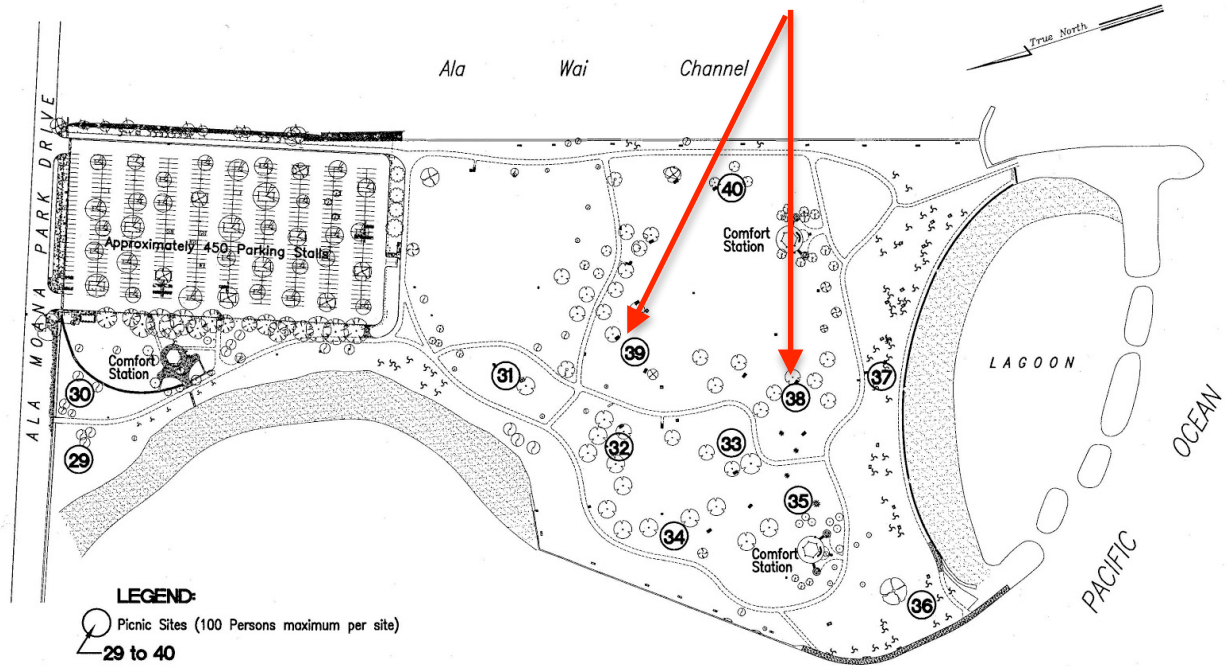 True North
Ala Wai Channel
ALA MOANA PARK DRIVE
40
Comfort
Station
Approximately 450 Parking Stalls
39
LAGOON
Comfort
Station
31
37
30
38
OCEAN
32
33
29
35
34
Comfort
Station
PACIFIC
36
LEGEND:
Picnic Sites (100 Persons maximum per site)
29 to 40